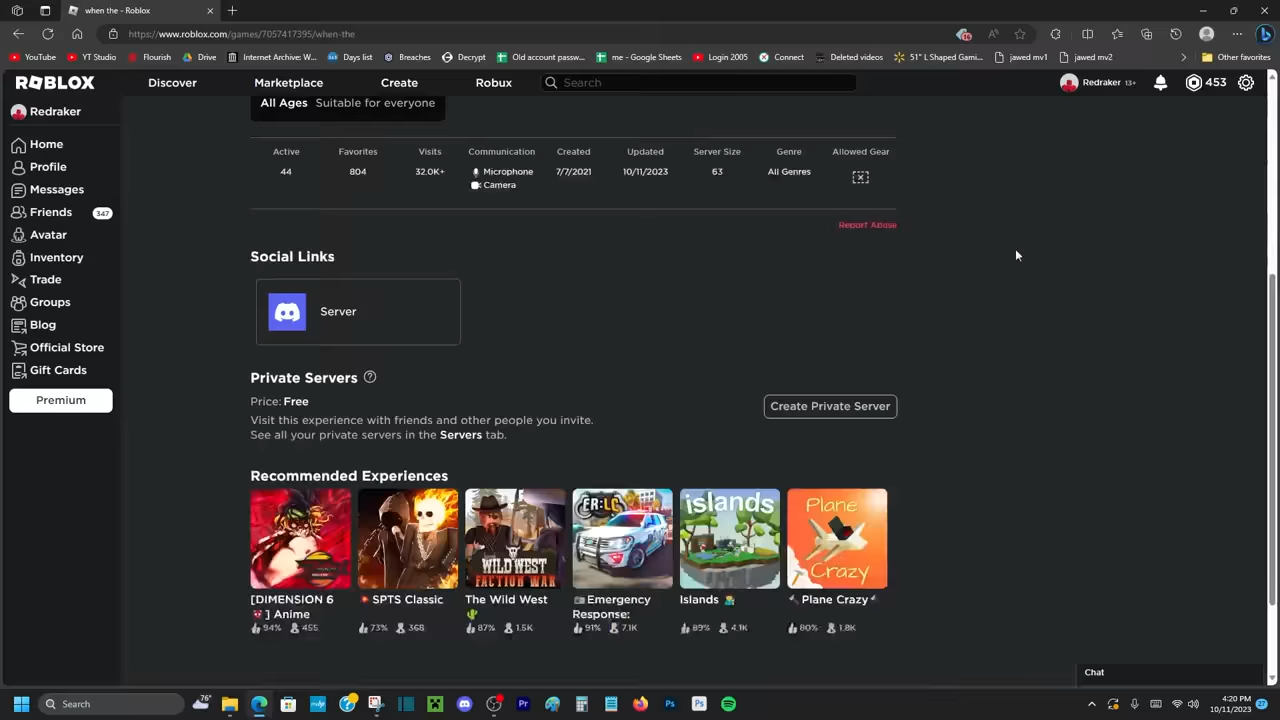 when the - Roblox
https://www.roblox.com/games/7057417395/when-the
YouTube YT Studio Flourish Drive Internet Archive: W... Days list Breaches Decrypt Old account passw... me - Google Sheets Login 2005 Connect Deleted videos 51" L Shaped Gami... jawed mv1 jawed mv2 Other favorites
ROBLOX Discover Marketplace Create Robux Search Redraker 13+ 453
Redraker
Home
Profile
Messages
Friends 347
Avatar
Inventory
Trade
Groups
Blog
Official Store
Gift Cards
Premium
All Ages Suitable for everyone
Active Favorites Visits Communication Created Updated Server Size Genre Allowed Gear
44 804 32.0K+ Microphone 7/7/2021 10/11/2023 63 All Genres
Camera
Report Abuse
Social Links
Server
Private Servers
Price: Free
Visit this experience with friends and other people you invite.
See all your private servers in the Servers tab.
Create Private Server
Recommended Experiences
WILD WEST
FACTION WAR
ER:LC
islands
Plane
Crazy
[DIMENSION 6 SPTS Classic The Wild West Emergency Islands Plane Crazy
] Anime Response:
94% 455 73% 368 87% 1.5K 91% 7.1K 89% 4.1K 80% 1.8K
Chat
Search 76° 4:20 PM
10/11/2023 27